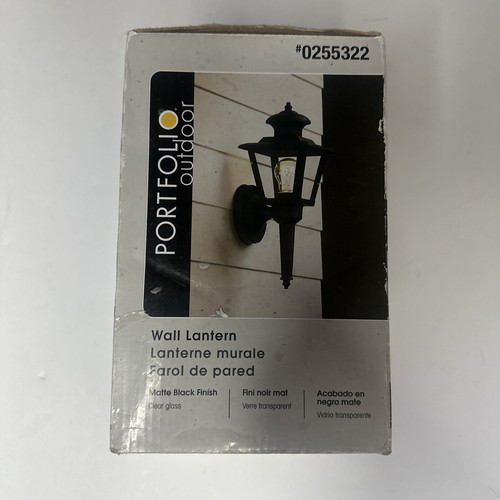 #0255322
PORTFOLIO
outdoor
Wall Lantern
Lanterne murale
Farol de pared
Matte Black Finish
Clear glass
Fini noir mat
Verre transparent
Acabado en
negro mate
Vidrio transparente